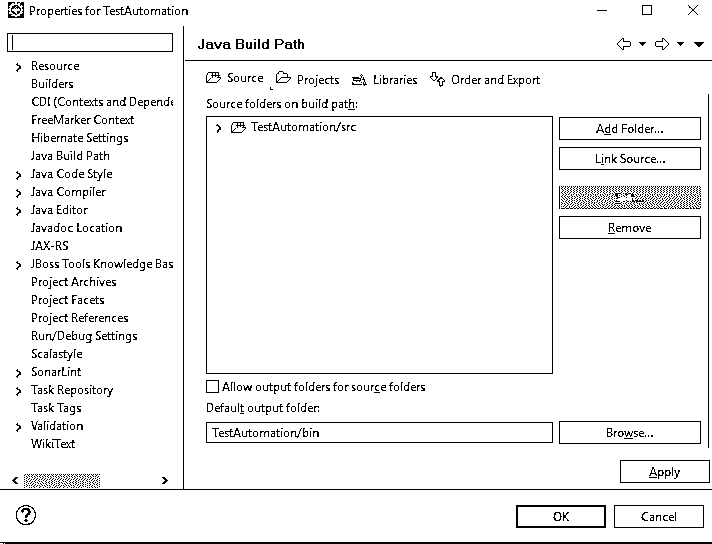 Properties for TestAutomation
Java Build Path
Resource
Builders
CDI (Contexts and Depende
FreeMarker Context
Hibernate Settings
Java Build Path
Java Code Style
Java Compiler
Java Editor
Javadoc Location
JAX-RS
JBoss Tools Knowledge Bas
Project Archives
Project Facets
Project References
Run/Debug Settings
Scalastyle
SonarLint
Task Repository
Task Tags
Validation
WikiText
Source Projects Libraries Order and Export
Source folders on build path:
TestAutomation/src
Add Folder...
Link Source...
Remove
Allow output folders for source folders
Default output folder:
TestAutomation/bin
Browse...
Apply
OK Cancel